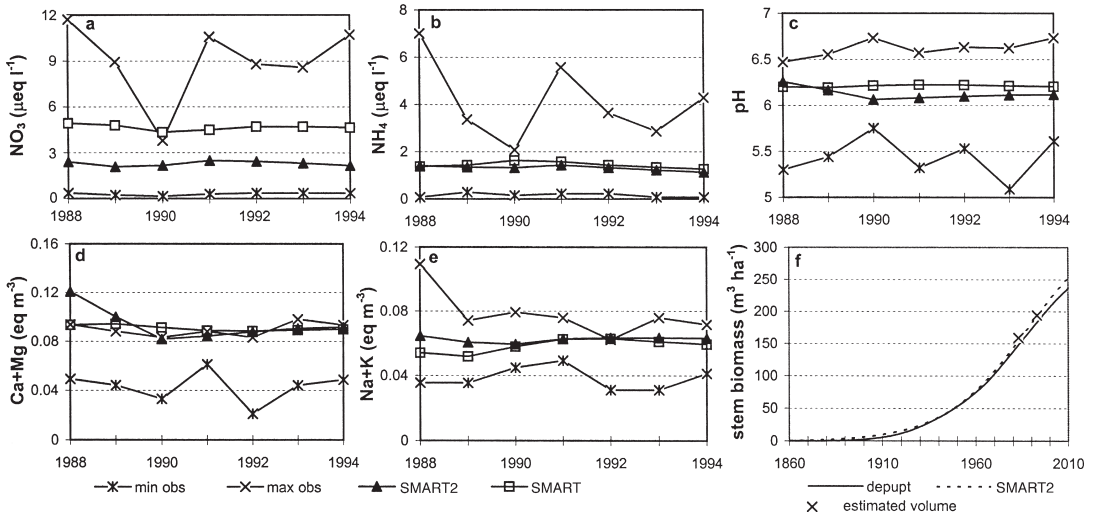 a
NO3 (µeq l-1)
12
9
6
3
0
1988 1990 1992 1994
b
NH4 (µeq l-1)
8
6
4
2
0
1988 1990 1992 1994
c
pH
7
6.5
6
5.5
5
1988 1990 1992 1994
d
Ca+Mg (eq m-3)
0.16
0.12
0.08
0.04
0
1988 1990 1992 1994
e
Na+K (eq m-3)
0.12
0.08
0.04
0
1988 1990 1992 1994
f
stem biomass (m3 ha-1)
300
250
200
150
100
50
0
1860 1910 1960 2010
min obs max obs SMART2 SMART
depupt SMART2
estimated volume